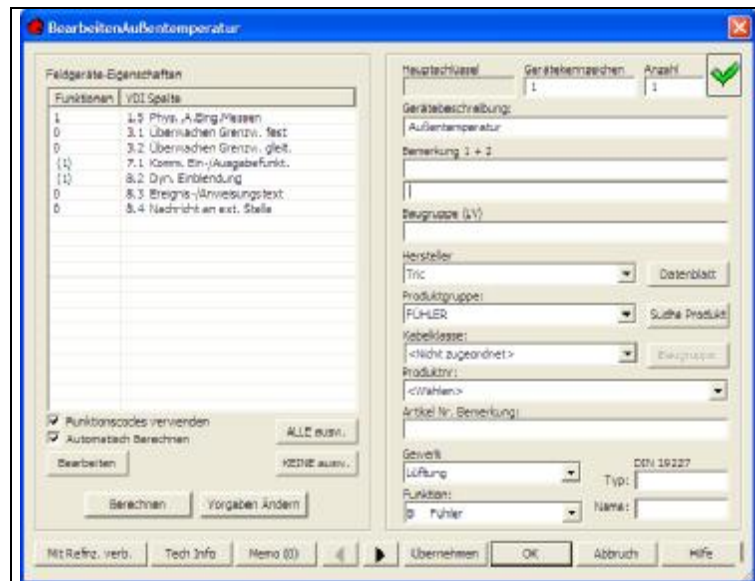 BearbeitenAußentemperatur
Feldgeräte-Eigenschaften
Funktionen VDI Spalte
1 1.5 Phys. ,A.Eing.Messen
0 3.1 Überwachen Grenzw. fest
0 3.2 Überwachen Grenzw. gleit.
(1) 7.1 Komm. Ein-/Ausgabefunkt.
(1) 8.2 Dyn. Einblendung
0 8.3 Ereignis-/Anweisungstext
0 8.4 Nachricht an ext. Stelle
Funktionscodes verwenden
Automatisch Berechnen
ALLE ausw.
Bearbeiten
KEINE ausw.
Berechnen
Vorgaben Ändern
Hauptschlüssel Gerätekennzeichen Anzahl
1 1
Gerätebeschreibung:
Außentemperatur
Bemerkung 1 + 2
Baugruppe (LV)
Hersteller
Tric
Datenblatt
Produktgruppe:
FÜHLER
Suche Produkt
Kabelklasse:
<Nicht zugeordnet>
Baugruppe
Produktnr:
<Wählen>
Artikel Nr. Bemerkung:
Gewerk
DIN 19227
Lüftung
Typ:
Funktion:
B Fühler
Name:
Mit Refnz. verb.
Tech Info
Memo (0)
Übernehmen
OK
Abbruch
Hilfe